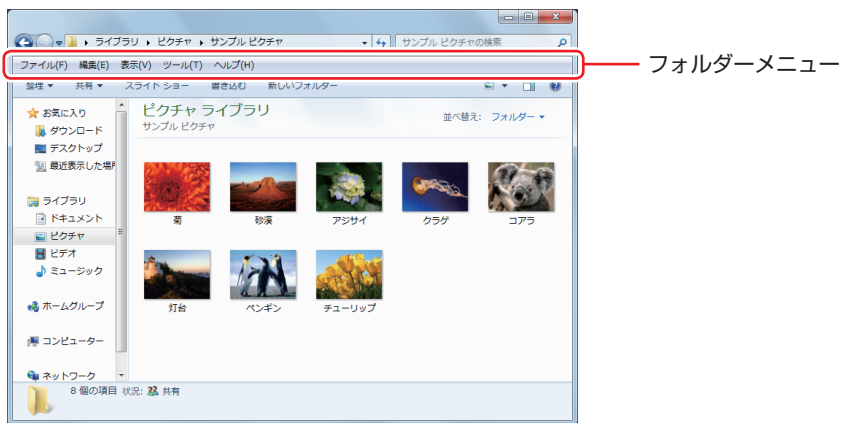 ライブラリ ▸ ピクチャ ▸ サンプル ピクチャ
サンプル ピクチャの検索
ファイル(F) 編集(E) 表示(V) ツール(T) ヘルプ(H)
フォルダーメニュー
整理 共有 スライド ショー 書き込む 新しいフォルダー
お気に入り
ダウンロード
デスクトップ
最近表示した場所
ライブラリ
ドキュメント
ピクチャ
ビデオ
ミュージック
ホームグループ
コンピューター
ネットワーク
ピクチャ ライブラリ
サンプル ピクチャ
並べ替え: フォルダー
菊 砂漠 アジサイ クラゲ コアラ
灯台 ペンギン チューリップ
8 個の項目 状況: 共有